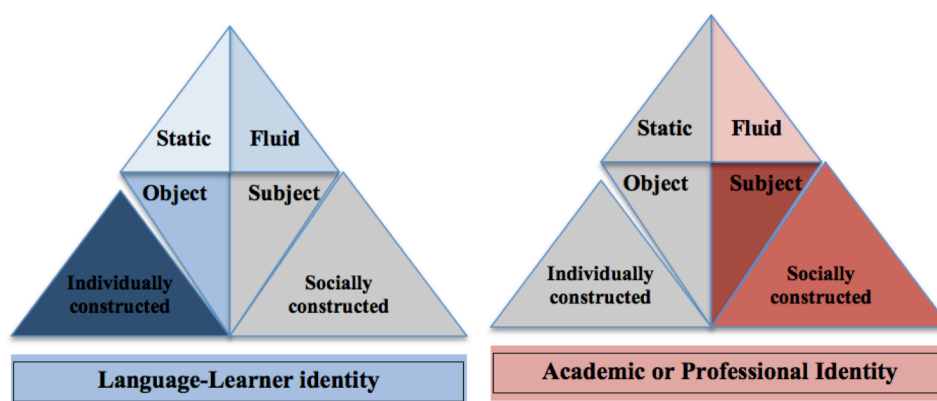 Static Fluid
Object Subject
Individually
constructed
Socially
constructed
Language-Learner identity
Static Fluid
Object Subject
Individually
constructed
Socially
constructed
Academic or Professional Identity